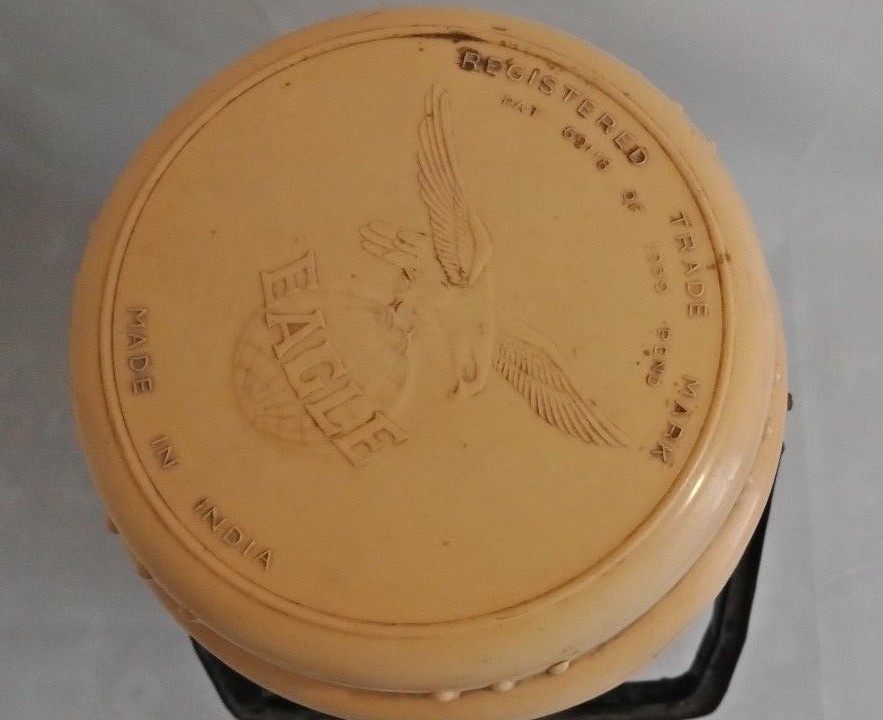 REGISTERED TRADE MARK
PAT OF PEND
EAGLE
MADE IN INDIA